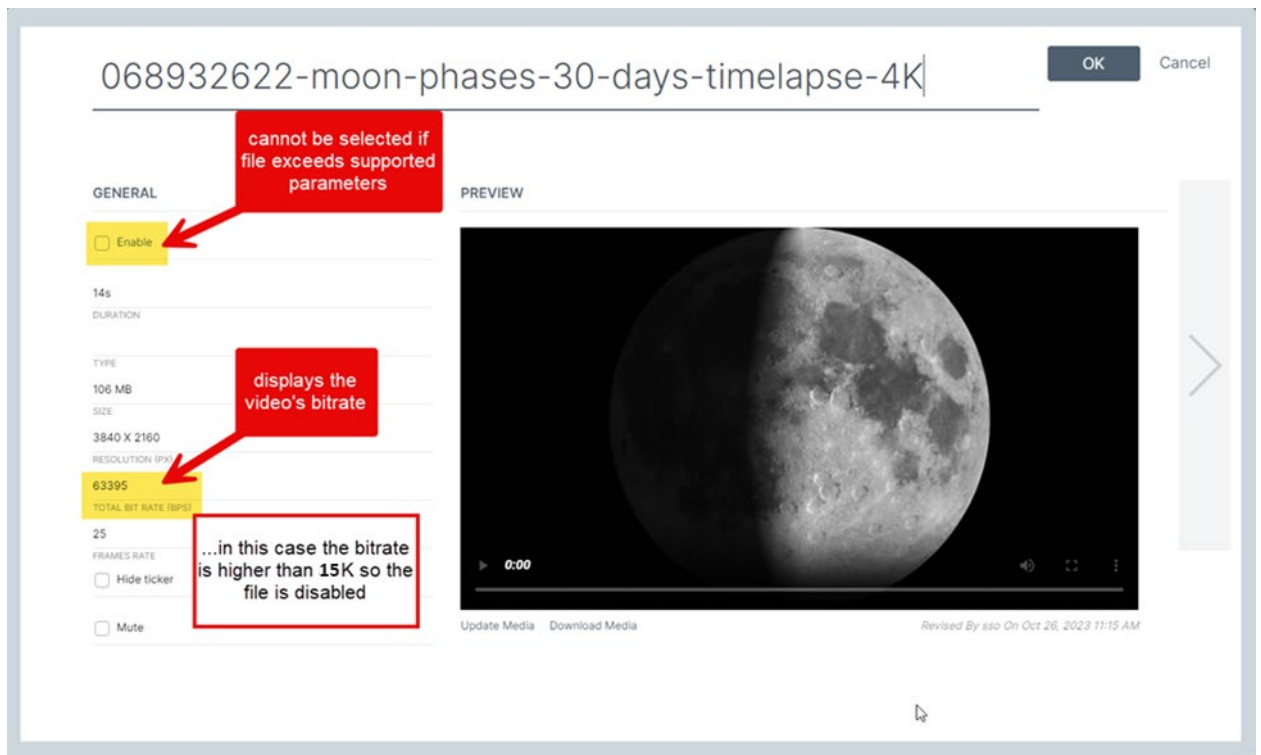 068932622-moon-phases-30-days-timelapse-4K
OK
Cancel
cannot be selected if
file exceeds supported
parameters
GENERAL
PREVIEW
Enable
14s
DURATION
TYPE
106 MB
SIZE
displays the
video's bitrate
3840 X 2160
RESOLUTION (PX)
63395
TOTAL BIT RATE (BPS)
25
FRAMES RATE
...in this case the bitrate
is higher than 15K so the
file is disabled
Hide ticker
Mute
0:00
Update Media Download Media
Revised By sso On Oct 26, 2023 11:15 AM